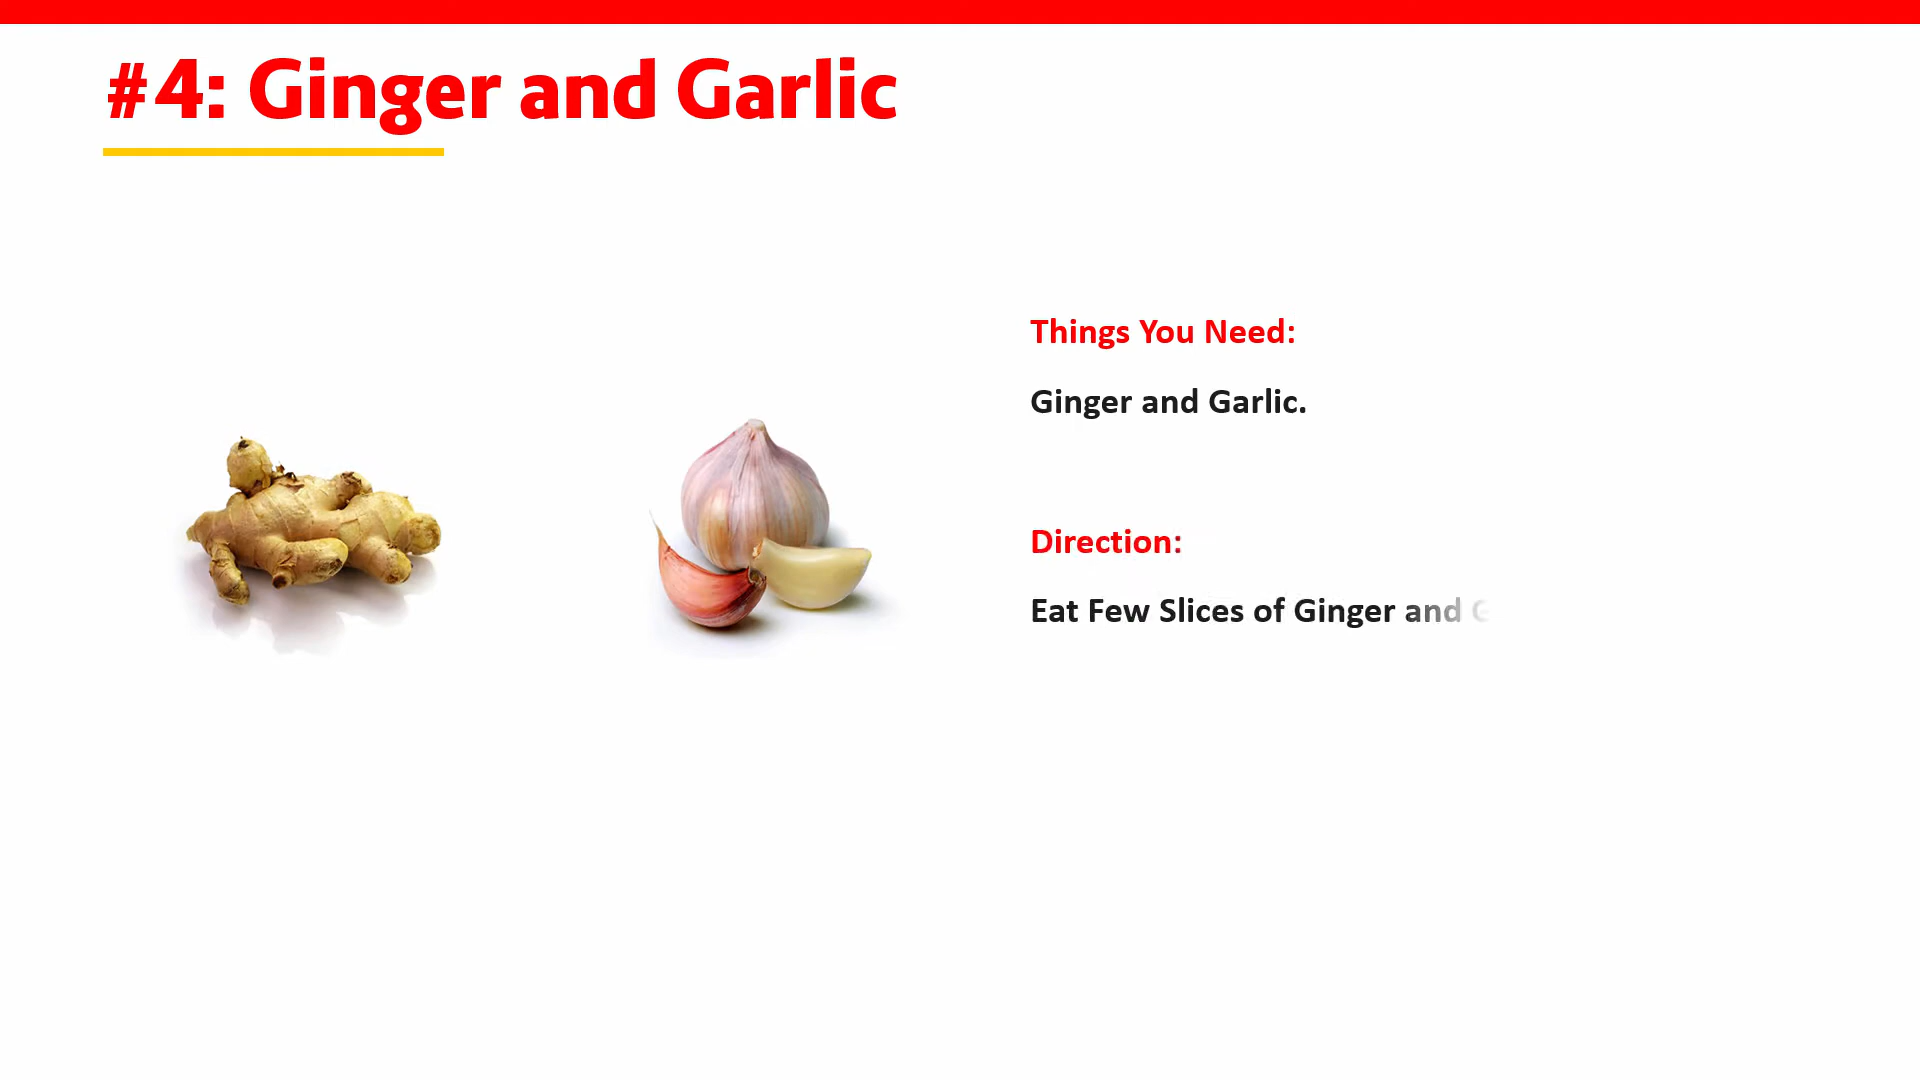 #4: Ginger and Garlic
Things You Need:
Ginger and Garlic.
Direction:
Eat Few Slices of Ginger and